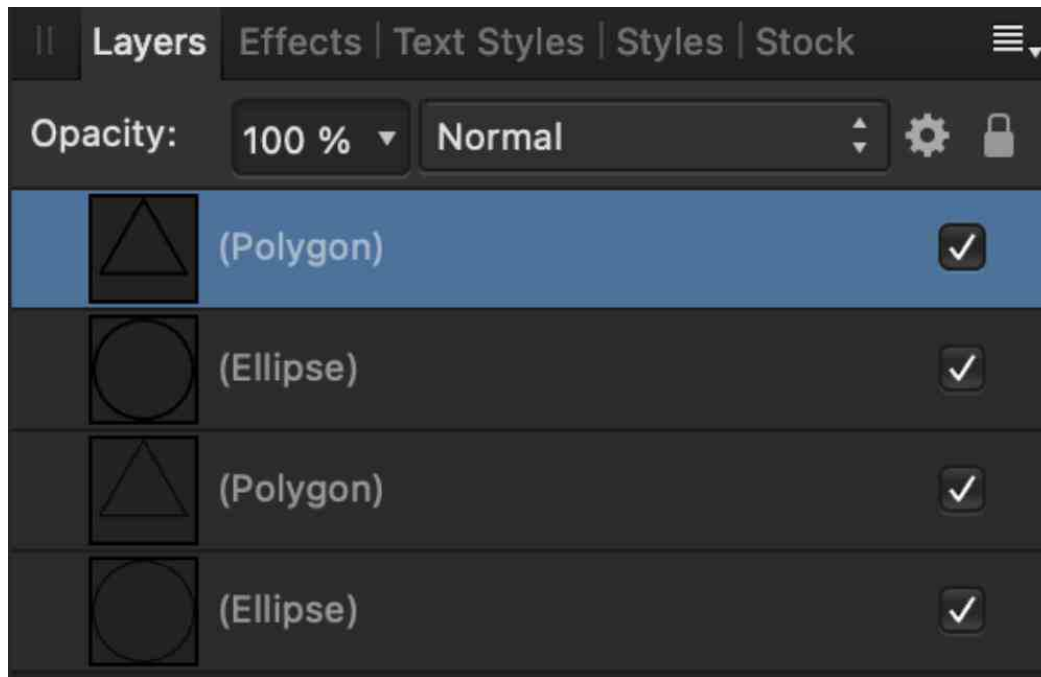 Layers Effects | Text Styles | Styles | Stock
Opacity: 100 % Normal
(Polygon)
(Ellipse)
(Polygon)
(Ellipse)